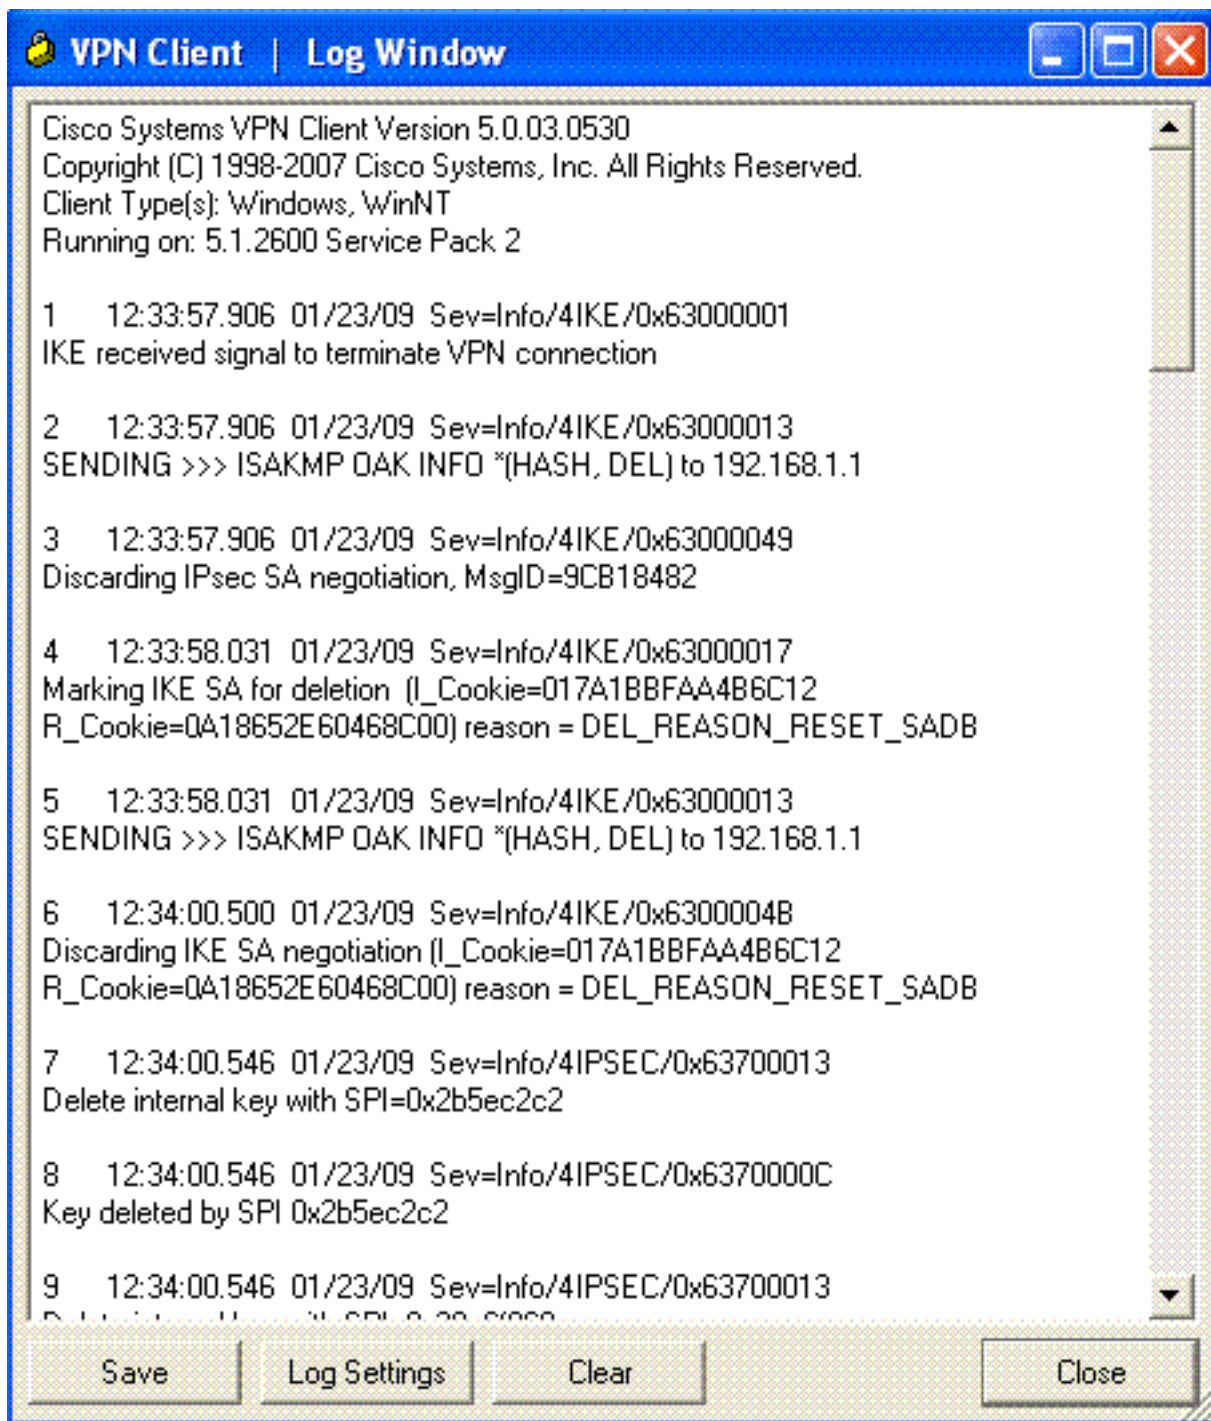 VPN Client | Log Window
Cisco Systems VPN Client Version 5.0.03.0530
Copyright (C) 1998-2007 Cisco Systems, Inc. All Rights Reserved.
Client Type(s): Windows, WinNT
Running on: 5.1.2600 Service Pack 2
1 12:33:57.906 01/23/09 Sev=Info/4IKE/0x63000001
IKE received signal to terminate VPN connection
2 12:33:57.906 01/23/09 Sev=Info/4IKE/0x63000013
SENDING >>> ISAKMP OAK INFO *(HASH, DEL) to 192.168.1.1
3 12:33:57.906 01/23/09 Sev=Info/4IKE/0x63000049
Discarding IPsec SA negotiation, MsgID=9CB18482
4 12:33:58.031 01/23/09 Sev=Info/4IKE/0x63000017
Marking IKE SA for deletion (I_Cookie=017A1BBFAA4B6C12
R_Cookie=0A18652E60468C00) reason = DEL_REASON_RESET_SADB
5 12:33:58.031 01/23/09 Sev=Info/4IKE/0x63000013
SENDING >>> ISAKMP OAK INFO *(HASH, DEL) to 192.168.1.1
6 12:34:00.500 01/23/09 Sev=Info/4IKE/0x6300004B
Discarding IKE SA negotiation (I_Cookie=017A1BBFAA4B6C12
R_Cookie=0A18652E60468C00) reason = DEL_REASON_RESET_SADB
7 12:34:00.546 01/23/09 Sev=Info/4IPSEC/0x63700013
Delete internal key with SPI=0x2b5ec2c2
8 12:34:00.546 01/23/09 Sev=Info/4IPSEC/0x6370000C
Key deleted by SPI 0x2b5ec2c2
9 12:34:00.546 01/23/09 Sev=Info/4IPSEC/0x63700013
Save Log Settings Clear Close